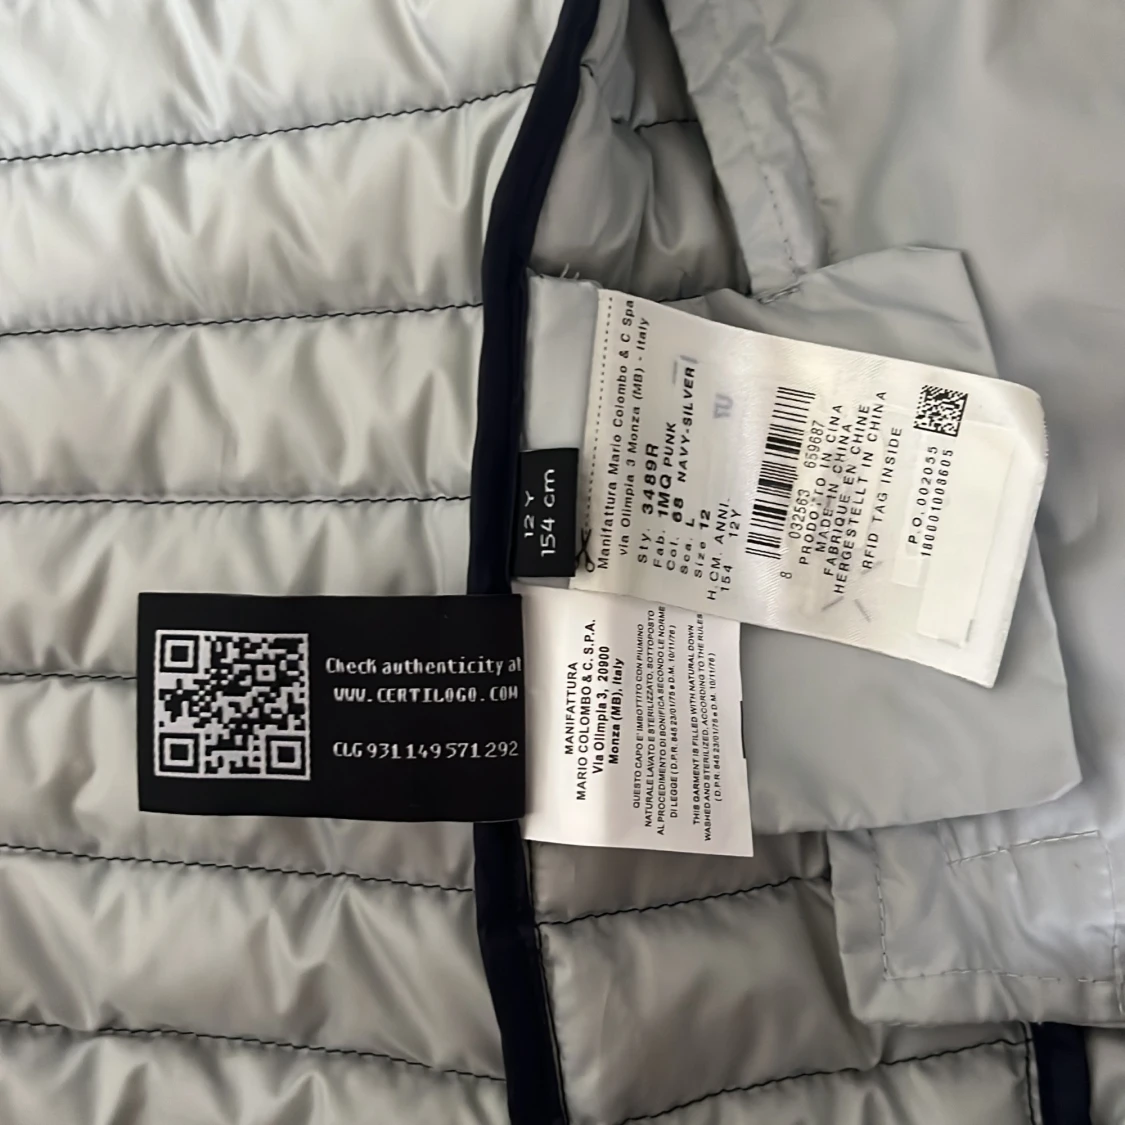 12 Y
154 cm
Check authenticity at
WWW.CERTILOGO.COM
CLG 931 149 571 292
Manifattura Mario Colombo & C Spa
via Olimpia 3 Monza (MB) - Italy
Sty. 3489R
Fab. 1MQ PUNK
Col. 68 NAVY-SILVER
Sca. L
Size 12
H.CM. ANNI.
154 12Y
8 032563 659687
PRODOTTO IN CINA
MADE IN CHINA
FABRIQUE EN CHINE
HERGESTELLT IN CHINA
RFID TAG INSIDE
P.O. 002055
180001008605
MANIFATTURA
MARIO COLOMBO & C. S.P.A.
Via Olimpia 3, 20900
Monza (MB), Italy
QUESTO CAPO E' IMBOTTITO CON PIUMINO
NATURALE LAVATO E STERILIZZATO, SOTTOPOSTO
AL PROCEDIMENTO DI BONIFICA SECONDO LE NORME
DI LEGGE ( D.P.R. 845 23/01/75 e D.M. 10/11/76 )
THIS GARMENT IS FILLED WITH NATURAL DOWN
WASHED AND STERILIZED, ACCORDING TO THE RULES
( D.P.R. 845 23/01/75 e D.M. 10/11/76 )